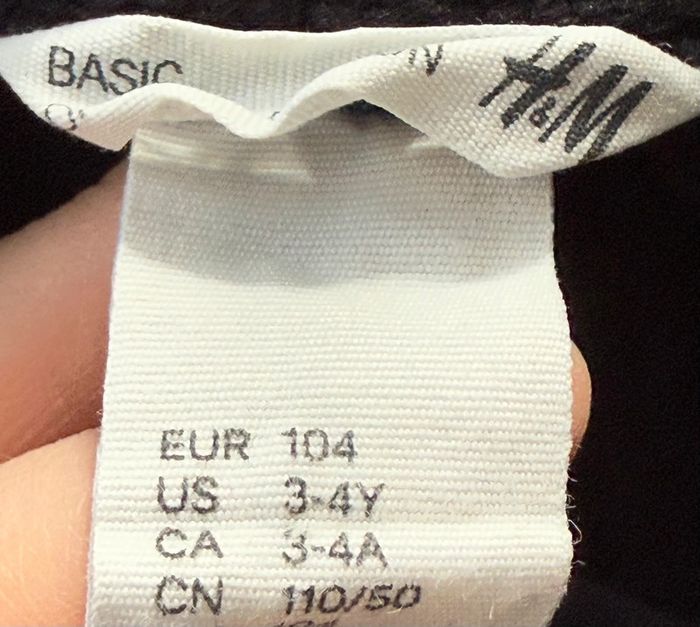 BASIC
H&M
EUR 104
US 3-4Y
CA 3-4A
CN 110/50